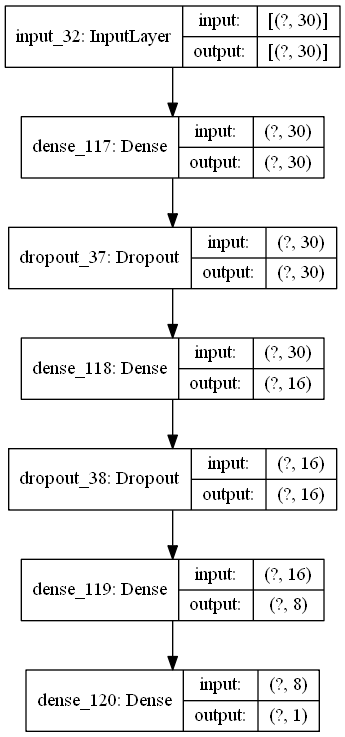 input_32: InputLayer
input: [(?, 30)]
output: [(?, 30)]
dense_117: Dense
input: (?, 30)
output: (?, 30)
dropout_37: Dropout
input: (?, 30)
output: (?, 30)
dense_118: Dense
input: (?, 30)
output: (?, 16)
dropout_38: Dropout
input: (?, 16)
output: (?, 16)
dense_119: Dense
input: (?, 16)
output: (?, 8)
dense_120: Dense
input: (?, 8)
output: (?, 1)